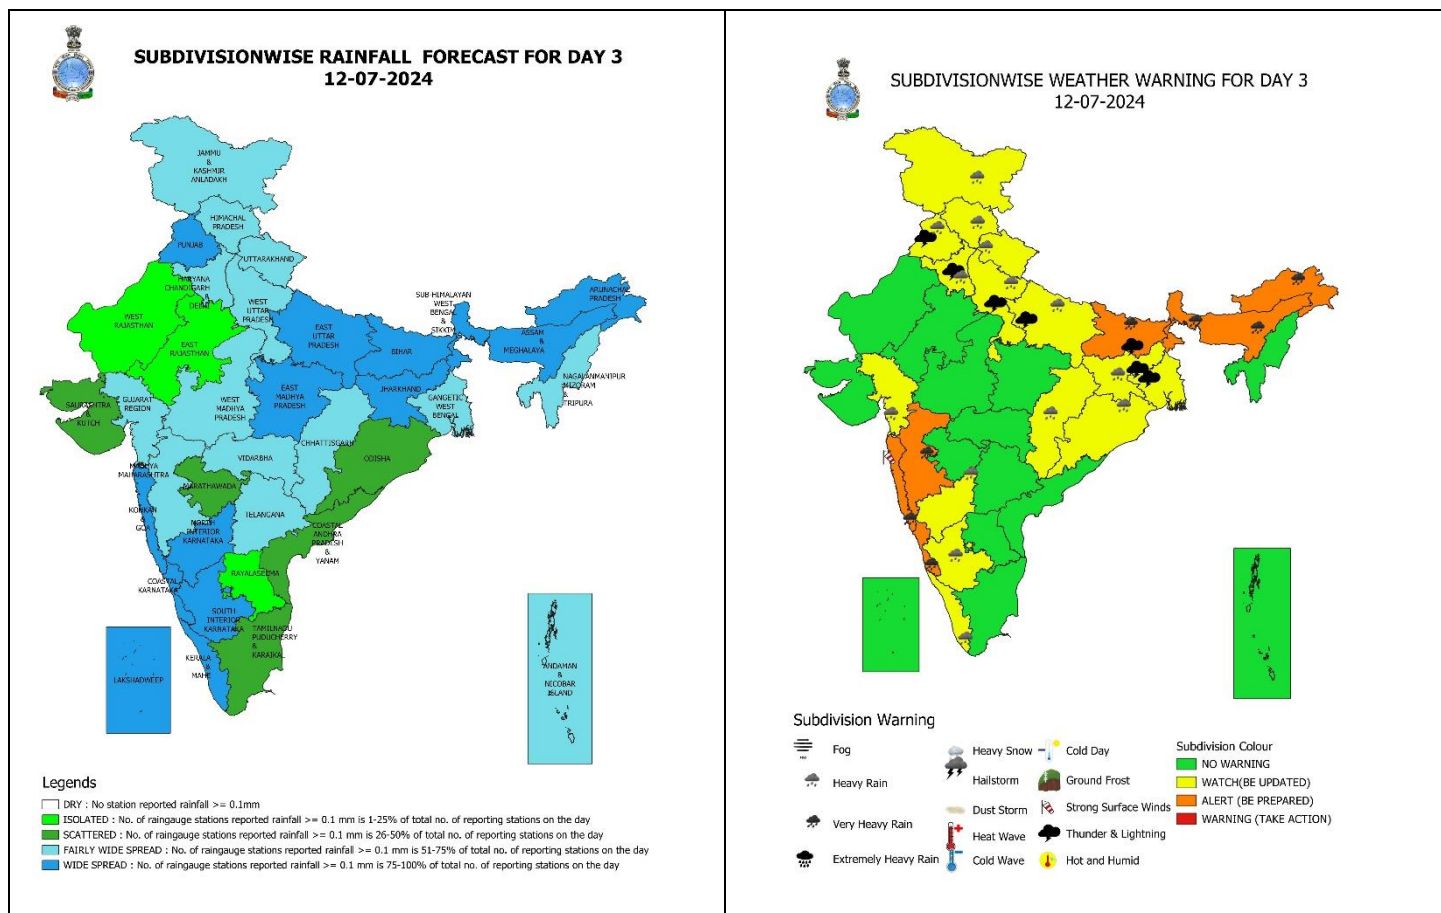 SUBDIVISIONWISE RAINFALL FORECAST FOR DAY 3
12-07-2024
JAMMU
&
KASHMIR
ANLADAKH
HIMACHAL
PRADESH
PUNJAB
UTTARAKHAND
HARYANA
CHANDIGARH
&
DELHI
WEST
UTTAR
PRADESH
WEST
RAJASTHAN
EAST
RAJASTHAN
EAST
UTTAR
PRADESH
SUB-HIMALAYAN
WEST
BENGAL
&
SIKKIM
ARUNACHAL
PRADESH
ASSAM
&
MEGHALAYA
BIHAR
NAGALANMANIPUR
MIZORAM
&
TRIPURA
JHARKHAND
GANGETIC
WEST
BENGAL
EAST
MADHYA
PRADESH
WEST
MADHYA
PRADESH
GUJARAT
REGION
SAURASHTRA
&
KUTCH
CHHATTISGARH
ODISHA
VIDARBHA
MADHYA
MAHARASHTRA
MARATHAWADA
KONKAN
&
GOA
TELANGANA
NORTH
INTERIOR
KARNATAKA
COASTAL
ANDHRA
PRADESH
&
YANAM
RAYALASEEMA
COASTAL
KARNATAKA
SOUTH
INTERIOR
KARNATAKA
TAMILNADU
PUDUCHERRY
&
KARAIKAL
KERALA
&
MAHE
LAKSHADWEEP
ANDAMAN
&
NICOBAR
ISLAND
Legends
DRY : No station reported rainfall >= 0.1mm
ISOLATED : No. of raingauge stations reported rainfall >= 0.1 mm is 1-25% of total no. of reporting stations on the day
SCATTERED : No. of raingauge stations reported rainfall >= 0.1 mm is 26-50% of total no. of reporting stations on the day
FAIRLY WIDE SPREAD : No. of raingauge stations reported rainfall >= 0.1 mm is 51-75% of total no. of reporting stations on the day
WIDE SPREAD : No. of raingauge stations reported rainfall >= 0.1 mm is 75-100% of total no. of reporting stations on the day
SUBDIVISIONWISE WEATHER WARNING FOR DAY 3
12-07-2024
Subdivision Warning
Fog
Heavy Rain
Very Heavy Rain
Extremely Heavy Rain
Heavy Snow
Hailstorm
Dust Storm
Heat Wave
Cold Wave
Cold Day
Ground Frost
Strong Surface Winds
Thunder & Lightning
Hot and Humid
Subdivision Colour
NO WARNING
WATCH(BE UPDATED)
ALERT (BE PREPARED)
WARNING (TAKE ACTION)